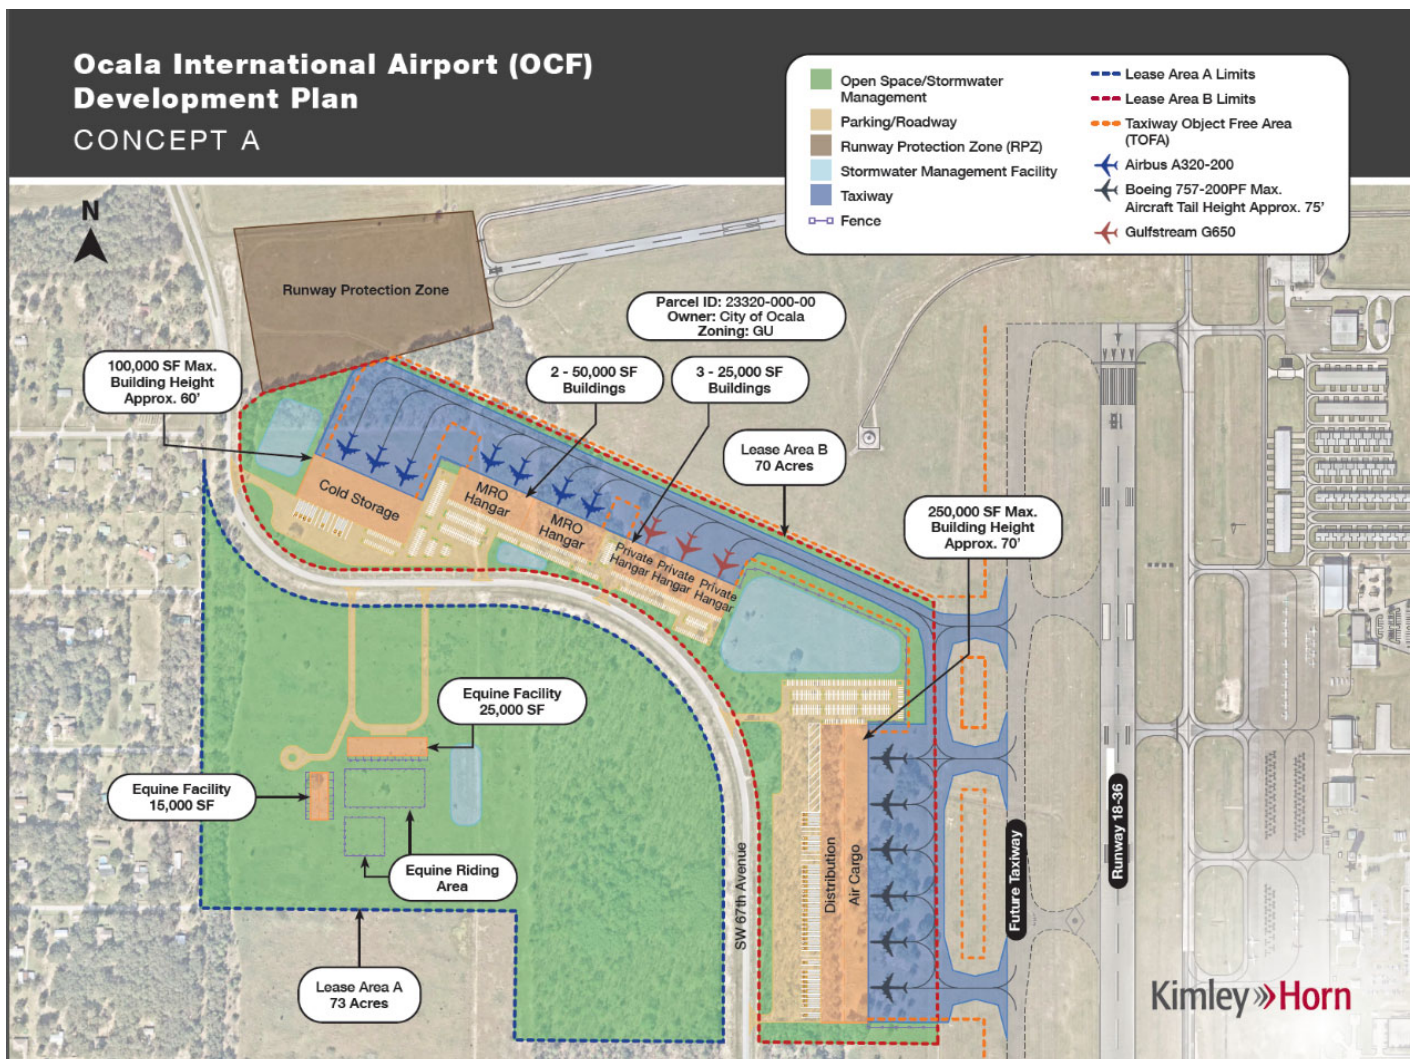 Ocala International Airport (OCF)
Development Plan
CONCEPT A
Open Space/Stormwater
Management
Parking/Roadway
Runway Protection Zone (RPZ)
Stormwater Management Facility
Taxiway
Fence
Lease Area A Limits
Lease Area B Limits
Taxiway Object Free Area
(TOFA)
Airbus A320-200
Boeing 757-200PF Max.
Aircraft Tail Height Approx. 75'
Gulfstream G650
N
Runway Protection Zone
Parcel ID: 23320-000-00
Owner: City of Ocala
Zoning: GU
100,000 SF Max.
Building Height
Approx. 60'
2 - 50,000 SF
Buildings
3 - 25,000 SF
Buildings
Lease Area B
70 Acres
250,000 SF Max.
Building Height
Approx. 70'
Cold Storage
MRO
Hangar
MRO
Hangar
Private
Hangar
Private
Hangar
Private
Hangar
Equine Facility
25,000 SF
Equine Facility
15,000 SF
Equine Riding
Area
Lease Area A
73 Acres
SW 67th Avenue
Distribution
Air Cargo
Future Taxiway
Runway 18-36
Kimley»Horn